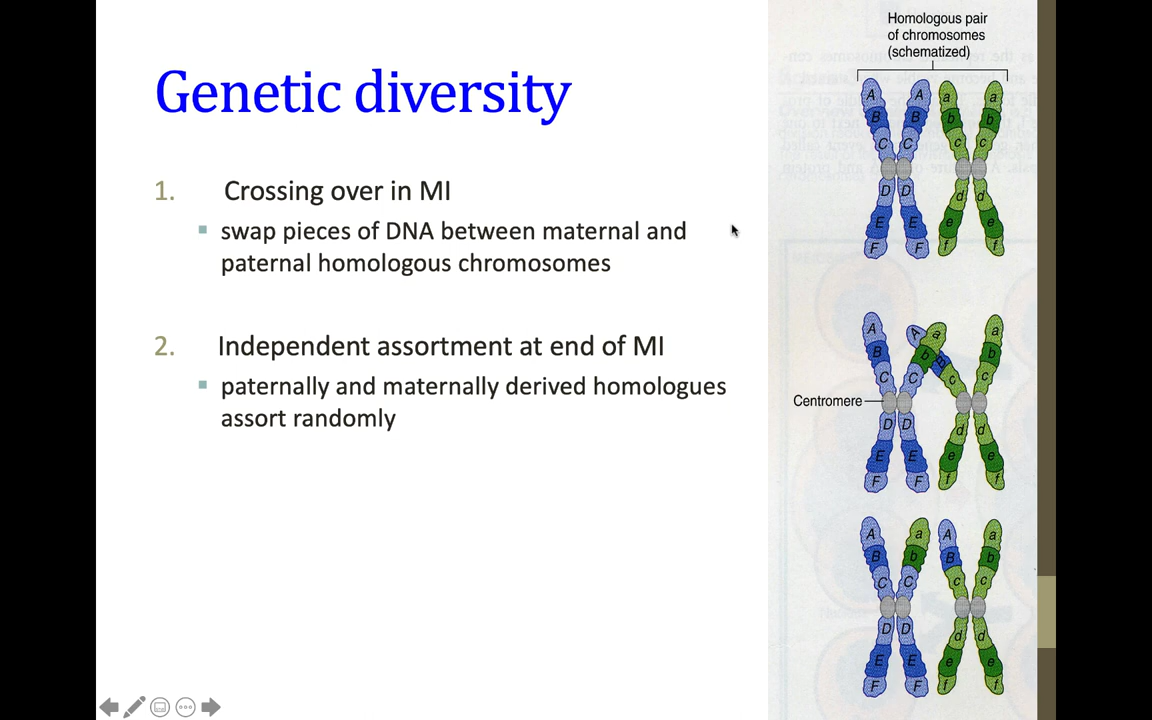 Genetic diversity
1. Crossing over in MI
▪ swap pieces of DNA between maternal and
paternal homologous chromosomes
2. Independent assortment at end of MI
▪ paternally and maternally derived homologues
assort randomly
Homologous pair
of chromosomes
(schematized)
A A a a
B B b b
C C c c
D D d d
E E e e
F F f f
A A a a
B b B b
C C c c
Centromere
D D d d
E E e e
F F f f
A a A a
B b B b
C C c c
D D d d
E E e e
F F f f